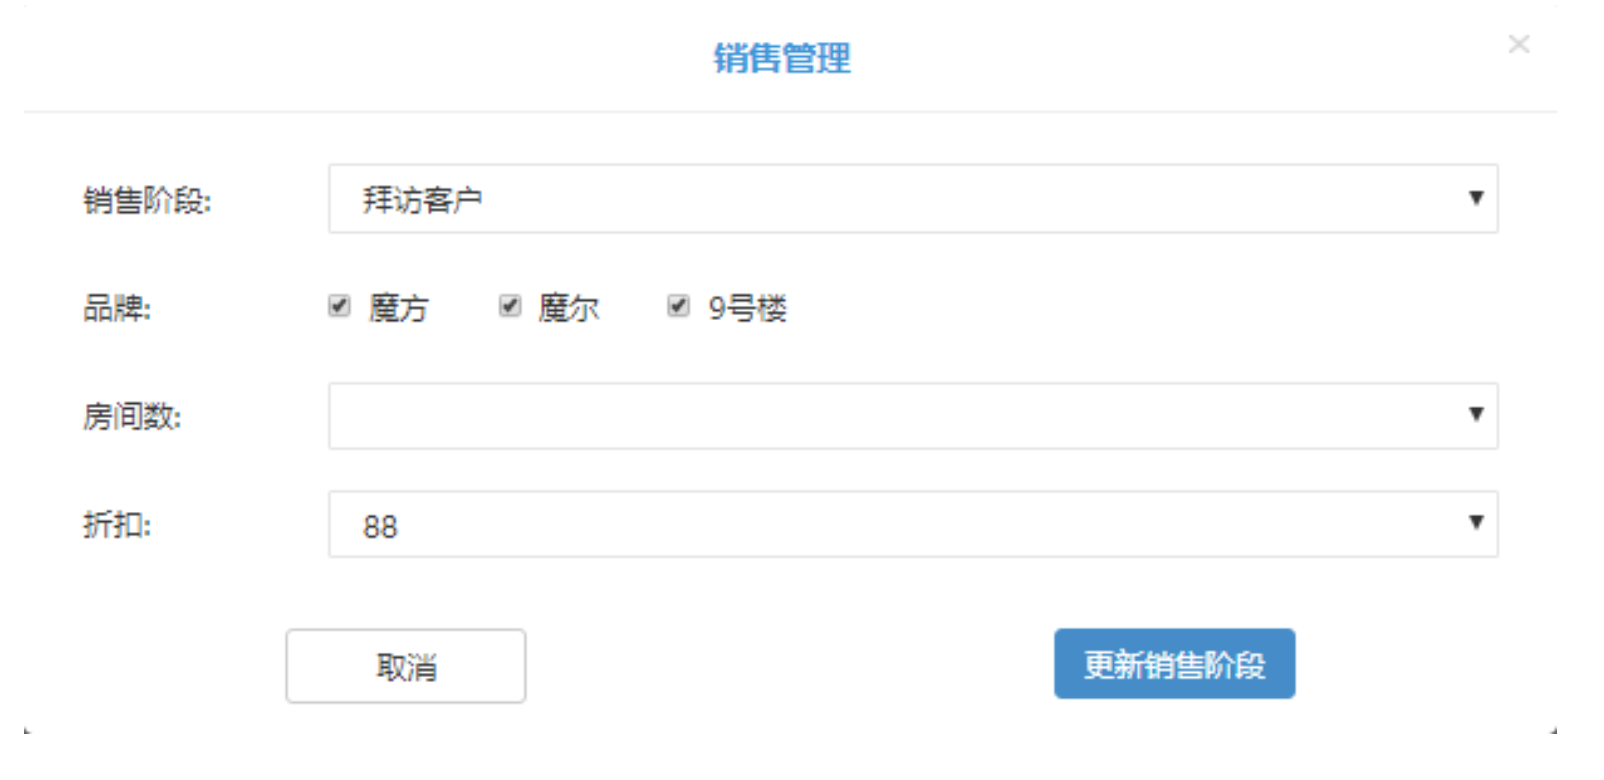 销售管理
销售阶段: 拜访客户
品牌: 魔方 魔尔 9号楼
房间数:
折扣: 88
取消 更新销售阶段